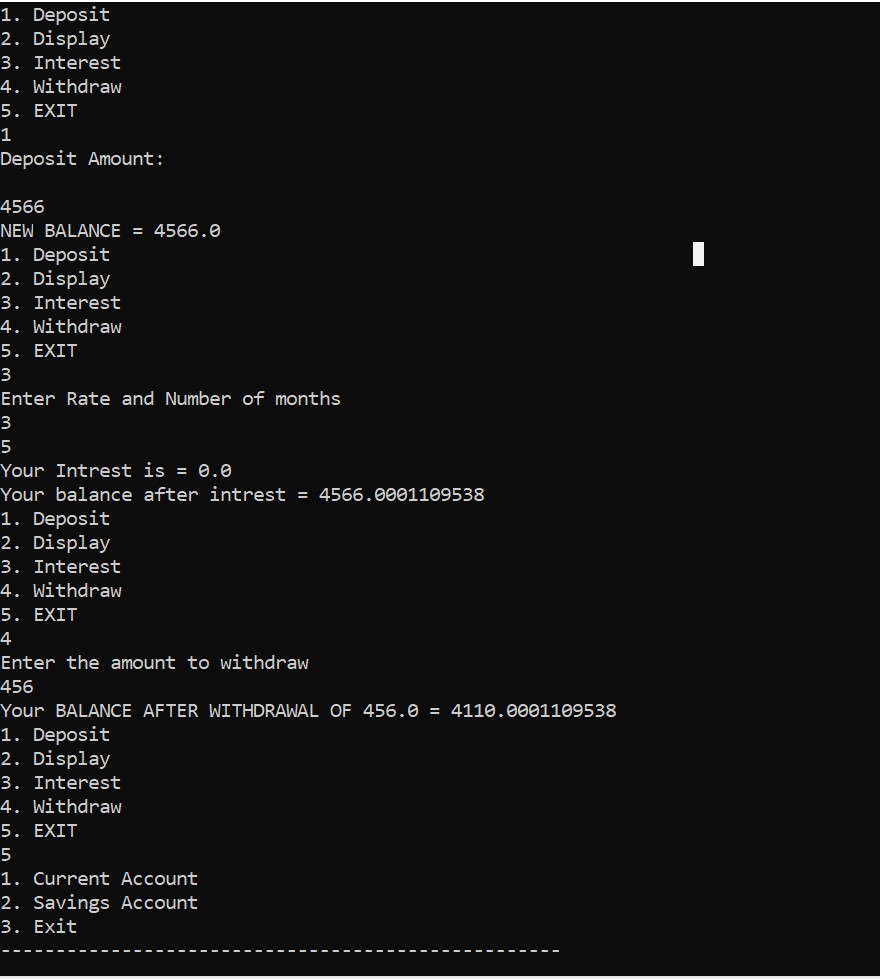 1. Deposit
2. Display
3. Interest
4. Withdraw
5. EXIT
1
Deposit Amount:
4566
NEW BALANCE = 4566.0
1. Deposit
2. Display
3. Interest
4. Withdraw
5. EXIT
3
Enter Rate and Number of months
3
5
Your Intrest is = 0.0
Your balance after intrest = 4566.0001109538
1. Deposit
2. Display
3. Interest
4. Withdraw
5. EXIT
4
Enter the amount to withdraw
456
Your BALANCE AFTER WITHDRAWAL OF 456.0 = 4110.0001109538
1. Deposit
2. Display
3. Interest
4. Withdraw
5. EXIT
5
1. Current Account
2. Savings Account
3. Exit
---------------------------------------------------